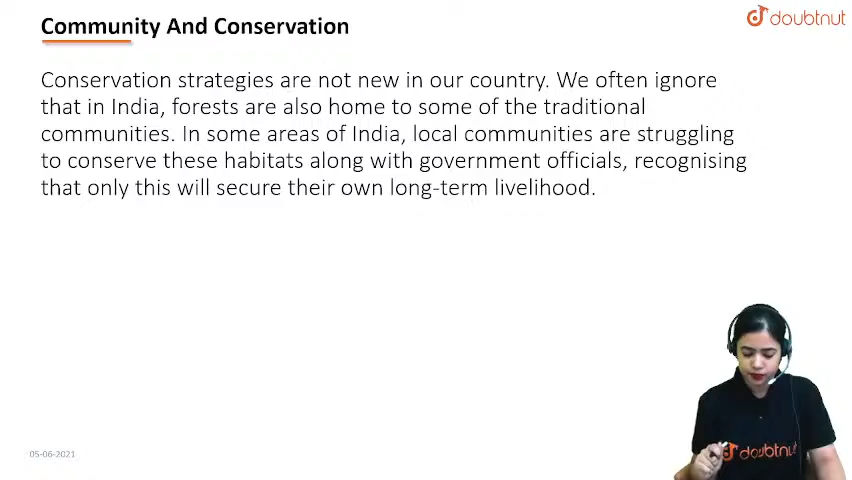 Community And Conservation
doubtnut
Conservation strategies are not new in our country. We often ignore
that in India, forests are also home to some of the traditional
communities. In some areas of India, local communities are struggling
to conserve these habitats along with government officials, recognising
that only this will secure their own long-term livelihood.
doubtnut
05-06-2021